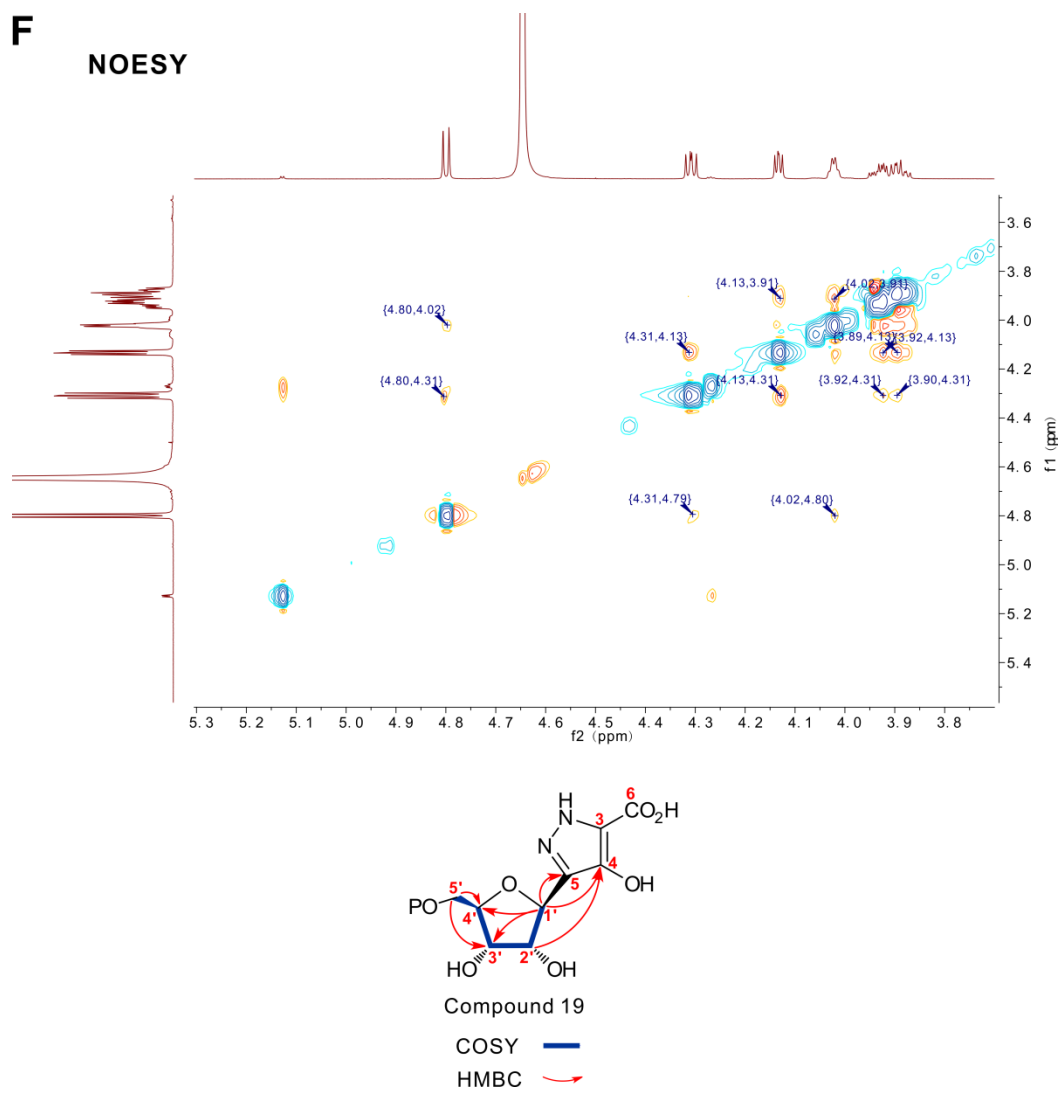 F
NOESY
{4.13,3.91} {4.02,3.91}
{4.80,4.02}
{4.31,4.13} {3.89,4.13} {3.92,4.13}
{4.80,4.31} {4.13,4.31} {3.92,4.31} {3.90,4.31}
{4.31,4.79} {4.02,4.80}
3.6
3.8
4.0
4.2
4.4
4.6
4.8
5.0
5.2
5.4
f1 (ppm)
5.3 5.2 5.1 5.0 4.9 4.8 4.7 4.6 4.5 4.4 4.3 4.2 4.1 4.0 3.9 3.8
f2 (ppm)
6
H
N
CO₂H
3
N
4
5' O 5 OH
PO 4' 1'
3' 2'
HO OH
Compound 19
COSY
HMBC